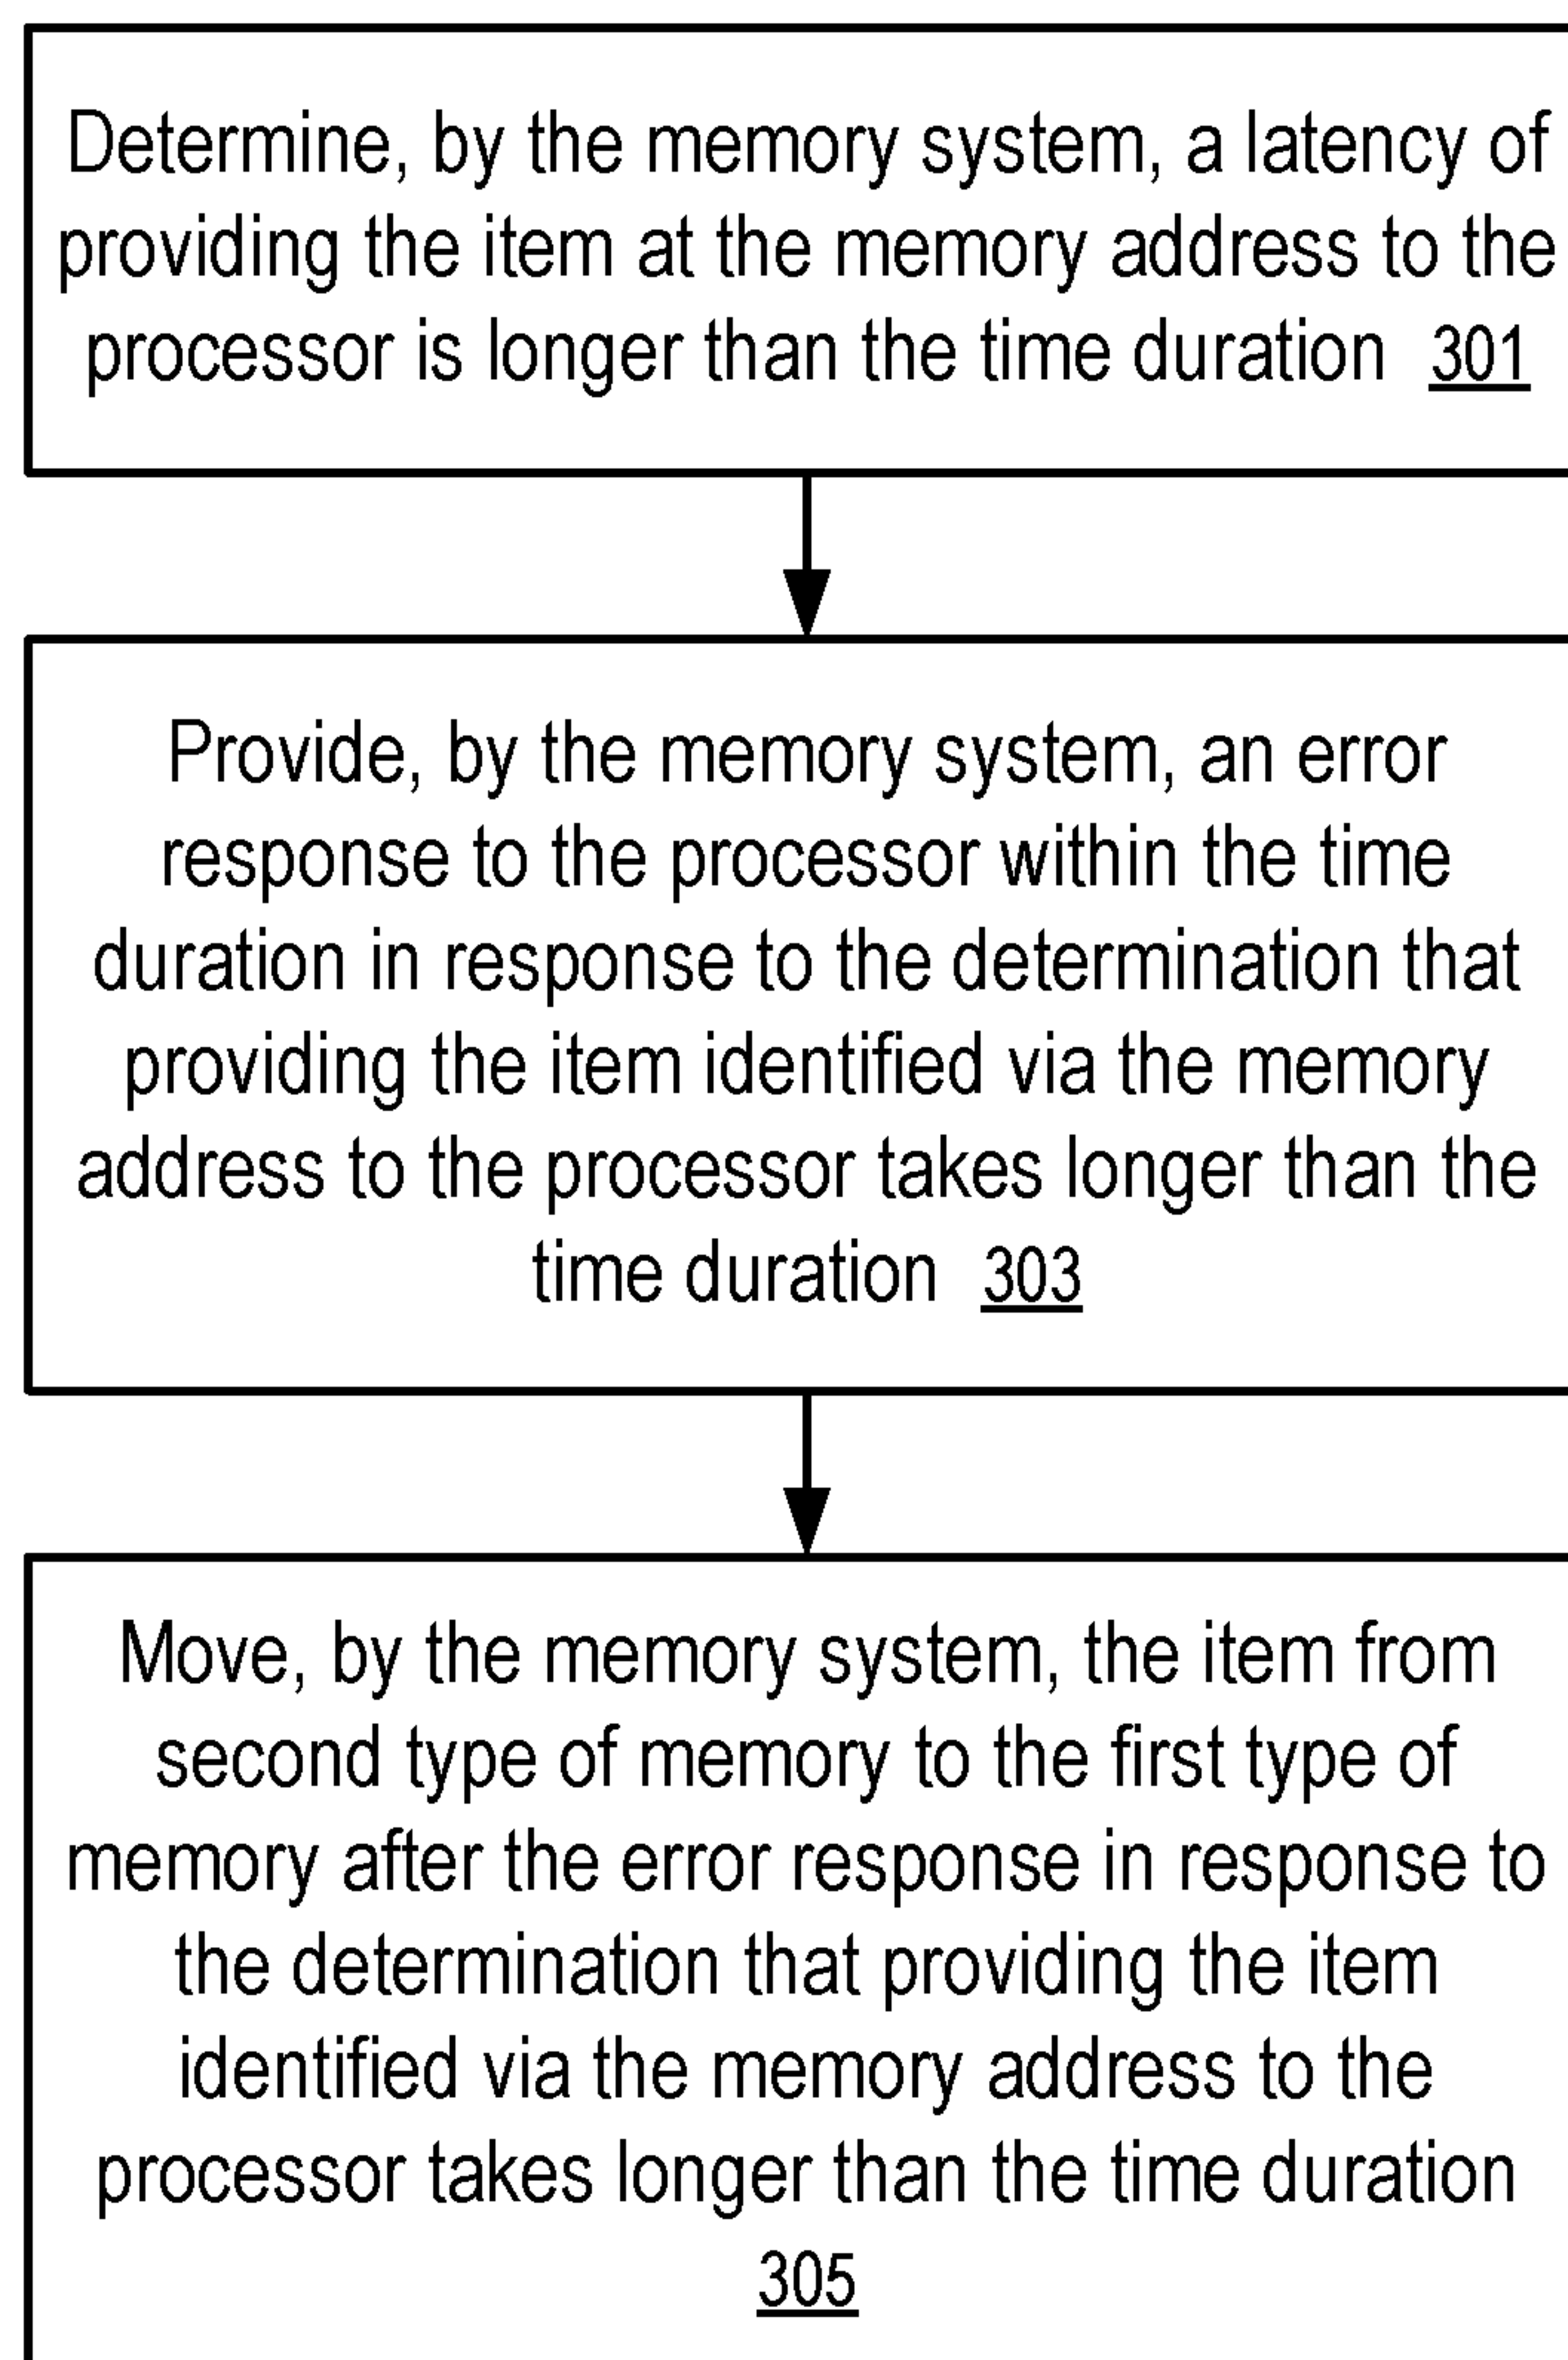 Determine, by the memory system, a latency of
providing the item at the memory address to the
processor is longer than the time duration 301
Provide, by the memory system, an error
response to the processor within the time
duration in response to the determination that
providing the item identified via the memory
address to the processor takes longer than the
time duration 303
Move, by the memory system, the item from
second type of memory to the first type of
memory after the error response in response to
the determination that providing the item
identified via the memory address to the
processor takes longer than the time duration
305